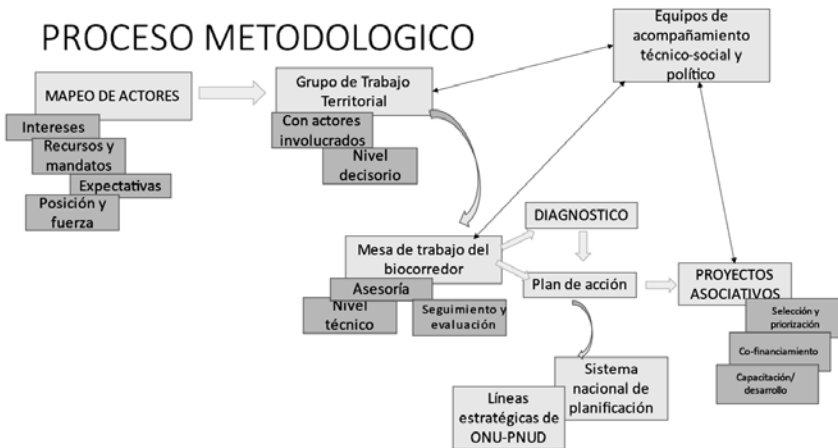 PROCESO METODOLOGICO
Equipos de
acompañamiento
técnico-social y
político
MAPEO DE ACTORES
Intereses
Recursos y
mandatos
Expectativas
Posición y
fuerza
Grupo de Trabajo
Territorial
Con actores
involucrados
Nivel
decisorio
Mesa de trabajo del
biocorredor
Asesoría
Nivel
técnico
Seguimiento y
evaluación
DIAGNOSTICO
Plan de acción
PROYECTOS
ASOCIATIVOS
Selección y
priorización
Co-financiamiento
Capacitación/
desarrollo
Sistema
nacional de
planificación
Líneas
estratégicas de
ONU-PNUD